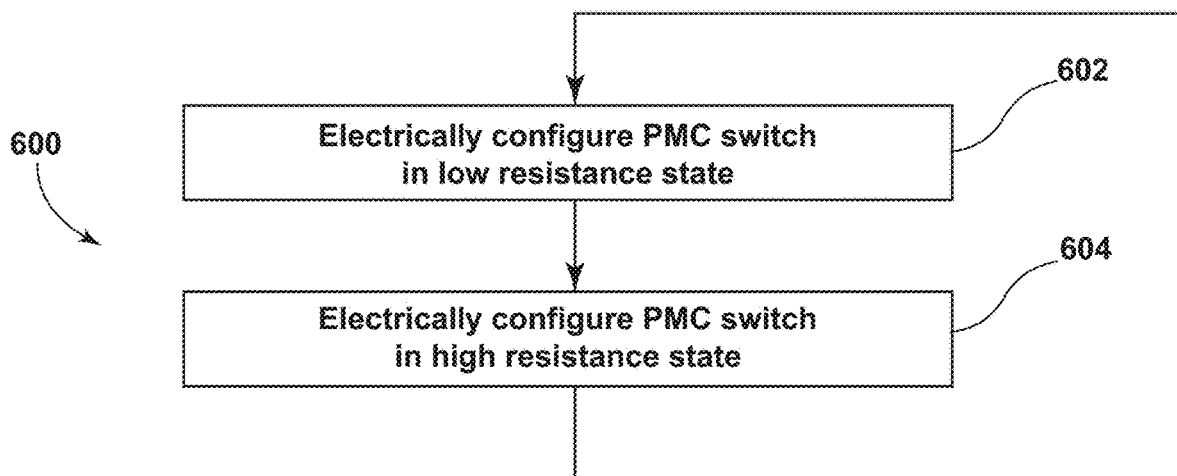 602
Electrically configure PMC switch
in low resistance state
600
604
Electrically configure PMC switch
in high resistance state